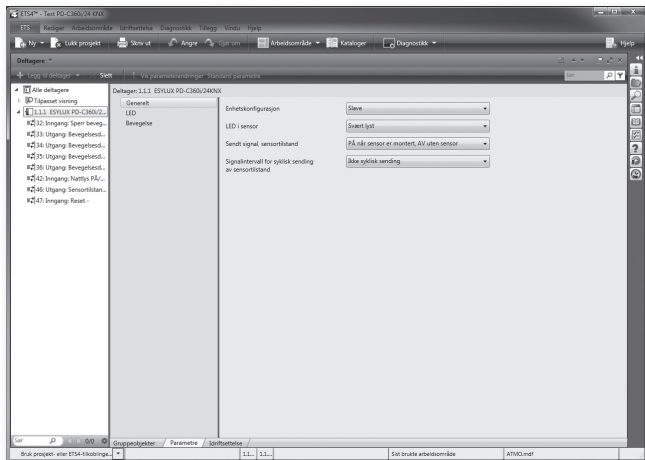 ETS4™ - Test PD-C360i/24 KNX
ETS Rediger Arbeidsområde Idriftsettelse Diagnostikk Tillegg Vindu Hjelp
Ny Lukk prosjekt Skriv ut Angre Gjør om Arbeidsområde Kataloger Diagnostikk Hjelp
Deltagere
Legg til deltager Slett Vis parameterendringer Standard parametre Søk
Alle deltagere
Tilpasset visning
1.1.1 ESYLUX PD-C360i/2...
32: Inngang: Sperr beveg...
33: Utgang: Bevegelsesd...
34: Utgang: Bevegelsesd...
35: Utgang: Bevegelsesd...
36: Utgang: Bevegelsesd...
42: Inngang: Nattlys PÅ/...
46: Utgang: Sensortilstan...
47: Inngang: Reset -
Deltager: 1.1.1 ESYLUX PD-C360i/24KNX
Generelt
LED
Bevegelse
Enhetskonfigurasjon Slave
LED i sensor Svært lyst
Sendt signal, sensortilstand PÅ når sensor er montert, AV uten sensor
Signalintervall for syklisk sending Ikke syklisk sending
av sensortilstand
Søk 0/0
Gruppeobjekter Parametre Idriftsettelse
Bruk prosjekt- eller ETS4-tilkoblinge... 1.1... 1.1... Sist brukte arbeidsområde ATMO.mdf